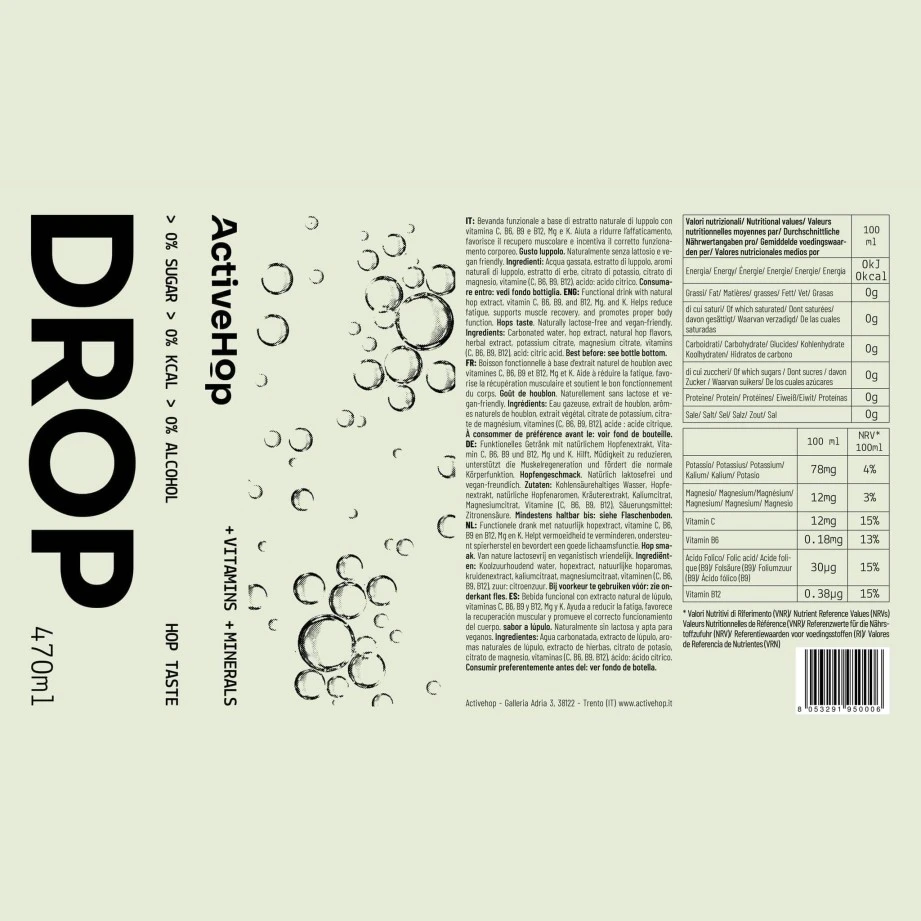 DROP
470ml
> 0% SUGAR > 0% KCAL > 0% ALCOHOL
HOP TASTE
ActiveHop
+VITAMINS +MINERALS
IT: Bevanda funzionale a base di estratto naturale di luppolo con
vitamina C, B6, B9 e B12, Mg e K. Aiuta a ridurre l'affaticamento,
favorisce il recupero muscolare e incentiva il corretto funziona-
mento corporeo. Gusto luppolo. Naturalmente senza lattosio e ve-
gan friendly. Ingredienti: Acqua gassata, estratto di luppolo, aromi
naturali di luppolo, estratto di erbe, citrato di potassio, citrato di
magnesio, vitamine (C, B6, B9, B12), acido: acido citrico. Consuma-
re entro: vedi fondo bottiglia. ENG: Functional drink with natural
hop extract, vitamin C, B6, B9, and B12, Mg, and K. Helps reduce
fatigue, supports muscle recovery, and promotes proper body
function. Hops taste. Naturally lactose-free and vegan-friendly.
Ingredients: Carbonated water, hop extract, natural hop flavors,
herbal extract, potassium citrate, magnesium citrate, vitamins
(C, B6, B9, B12), acid: citric acid. Best before: see bottle bottom.
FR: Boisson fonctionnelle à base d'extrait naturel de houblon avec
vitamines C, B6, B9 et B12, Mg et K. Aide à réduire la fatigue, favo-
rise la récupération musculaire et soutient le bon fonctionnement
du corps. Goût de houblon. Naturellement sans lactose et ve-
gan-friendly. Ingrédients: Eau gazeuse, extrait de houblon, arôm-
es naturels de houblon, extrait végétal, citrate de potassium, citra-
te de magnésium, vitamines (C, B6, B9, B12), acide : acide citrique.
À consommer de préférence avant le: voir fond de bouteille.
DE: Funktionelles Getränk mit natürlichem Hopfenextrakt, Vita-
min C, B6, B9 und B12, Mg und K. Hilft, Müdigkeit zu reduzieren,
unterstützt die Muskelregeneration und fördert die normale
Körperfunktion. Hopfengeschmack. Natürlich laktosefrei und
vegan-freundlich. Zutaten: Kohlensäurehaltiges Wasser, Hopfe-
nextrakt, natürliche Hopfenaromen, Kräuterextrakt, Kaliumcitrat,
Magnesiumcitrat, Vitamine (C, B6, B9, B12), Säuerungsmittel:
Zitronensäure. Mindestens haltbar bis: siehe Flaschenboden.
NL: Functionele drank met natuurlijk hopextract, vitamine C, B6,
B9 en B12, Mg en K. Helpt vermoeidheid te verminderen, ondersteu-
nt spierherstel en bevordert een goede lichaamsfunctie. Hop sma-
ak. Van nature lactosevrij en veganistisch vriendelijk. Ingrediënt-
en: Koolzuurhoudend water, hopextract, natuurlijke hoparomas,
kruidenextract, kaliumcitraat, magnesiumcitraat, vitaminen (C, B6,
B9, B12), zuur: citroenzuur. Bij voorkeur te gebruiken vóór: zie on-
derkant fles. ES: Bebida funcional con extracto natural de lúpulo,
vitaminas C, B6, B9 y B12, Mg y K. Ayuda a reducir la fatiga, favorece
la recuperación muscular y promueve el correcto funcionamiento
del cuerpo. sabor a lúpulo. Naturalmente sin lactosa y apta para
veganos. Ingredientes: Agua carbonatada, extracto de lúpulo, aro-
mas naturales de lúpulo, extracto de hierbas, citrato de potasio,
citrato de magnesio, vitaminas (C, B6, B9, B12), ácido: ácido cítrico.
Consumir preferentemente antes del: ver fondo de botella.
Activehop - Galleria Adria 3, 38122 - Trento (IT) www.activehop.it
Valori nutrizionali/ Nutritional values/ Valeurs
nutritionnelles moyennes par/ Durchschnittliche
Nährwertangaben pro/ Gemiddelde voedingswaar-
den per/ Valores nutricionales medios por
100
ml
Energia/ Energy/ Énergie/ Energie/ Energie/ Energia
0kJ
0kcal
Grassi/ Fat/ Matières/ grasses/ Fett/ Vet/ Grasas
0g
di cui saturi/ Of which saturated/ Dont saturées/
davon gesättigt/ Waarvan verzadigd/ De las cuales
saturadas
0g
Carboidrati/ Carbohydrate/ Glucides/ Kohlenhydrate
Koolhydraten/ Hidratos de carbono
0g
di cui zuccheri/ Of which sugars / Dont sucres / davon
Zucker / Waarvan suikers/ De los cuales azúcares
0g
Proteine/ Protein/ Protéines/ Eiweiß/Eiwit/ Proteinas
0g
Sale/ Salt/ Sel/ Salz/ Zout/ Sal
0g
100 ml
NRV*
100ml
Potassio/ Potassius/ Potassium/
Kalium/ Kalium/ Potasio
78mg
4%
Magnesio/ Magnesium/Magnésium/
Magnesium/ Magnesium/ Magnesio
12mg
3%
Vitamin C
12mg
15%
Vitamin B6
0.18mg
13%
Acido Folico/ Folic acid/ Acide foli-
que (B9)/ Folsäure (B9)/ Foliumzuur
(B9)/ Ácido fólico (B9)
30µg
15%
Vitamin B12
0.38µg
15%
* Valori Nutritivi di Riferimento (VNR)/ Nutrient Reference Values (NRVs)
Valeurs Nutritionnelles de Référence (VNR)/ Referenzwerte für die Nährs-
toffzufuhr (NRV)/ Referentiewaarden voor voedingsstoffen (RI)/ Valores
de Referencia de Nutrientes (VRN)
8 053291 950006